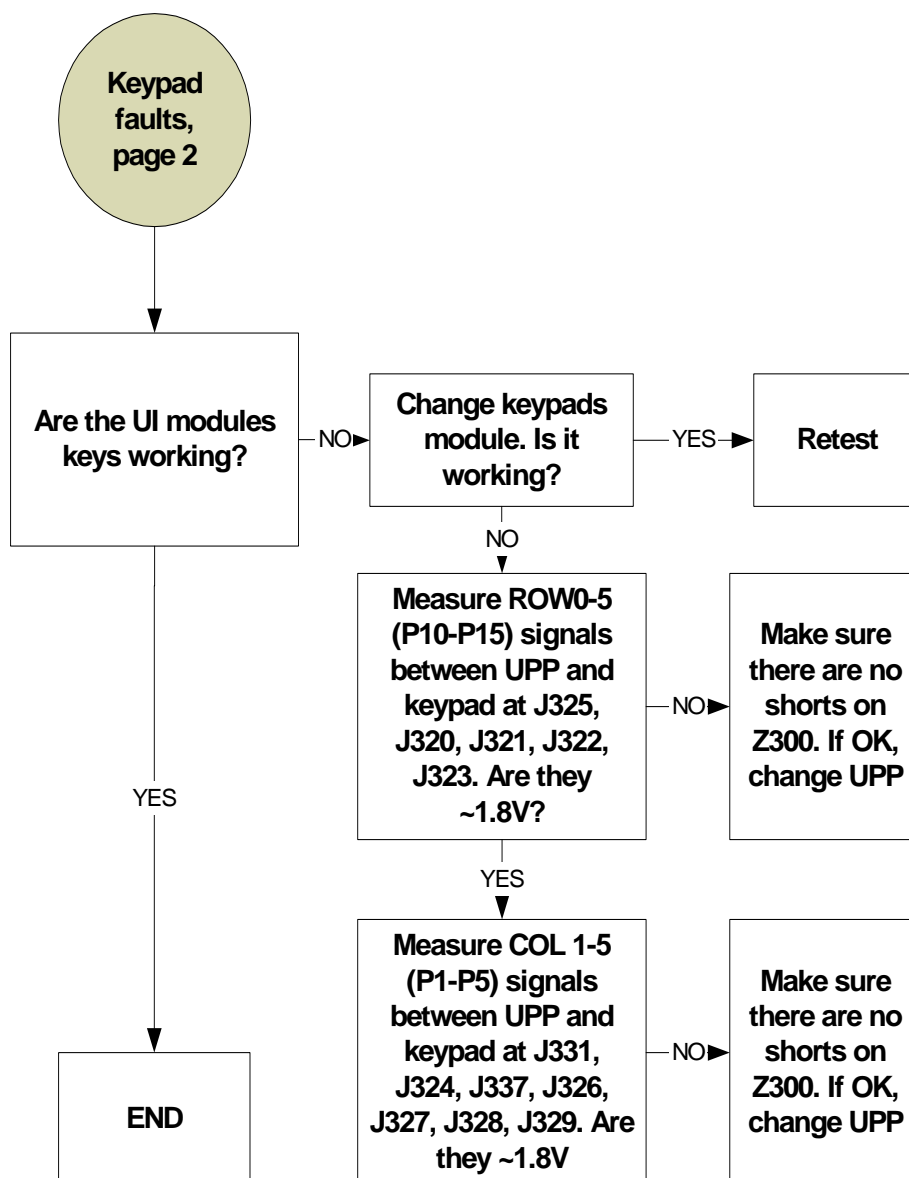 Keypad
faults,
page 2
Are the UI modules
keys working?
NO
Change keypads
module. Is it
working?
YES
Retest
NO
Measure ROW0-5
(P10-P15) signals
between UPP and
keypad at J325,
J320, J321, J322,
J323. Are they
~1.8V?
NO
Make sure
there are no
shorts on
Z300. If OK,
change UPP
YES
YES
Measure COL 1-5
(P1-P5) signals
between UPP and
keypad at J331,
J324, J337, J326,
J327, J328, J329. Are
they ~1.8V
NO
Make sure
there are no
shorts on
Z300. If OK,
change UPP
END